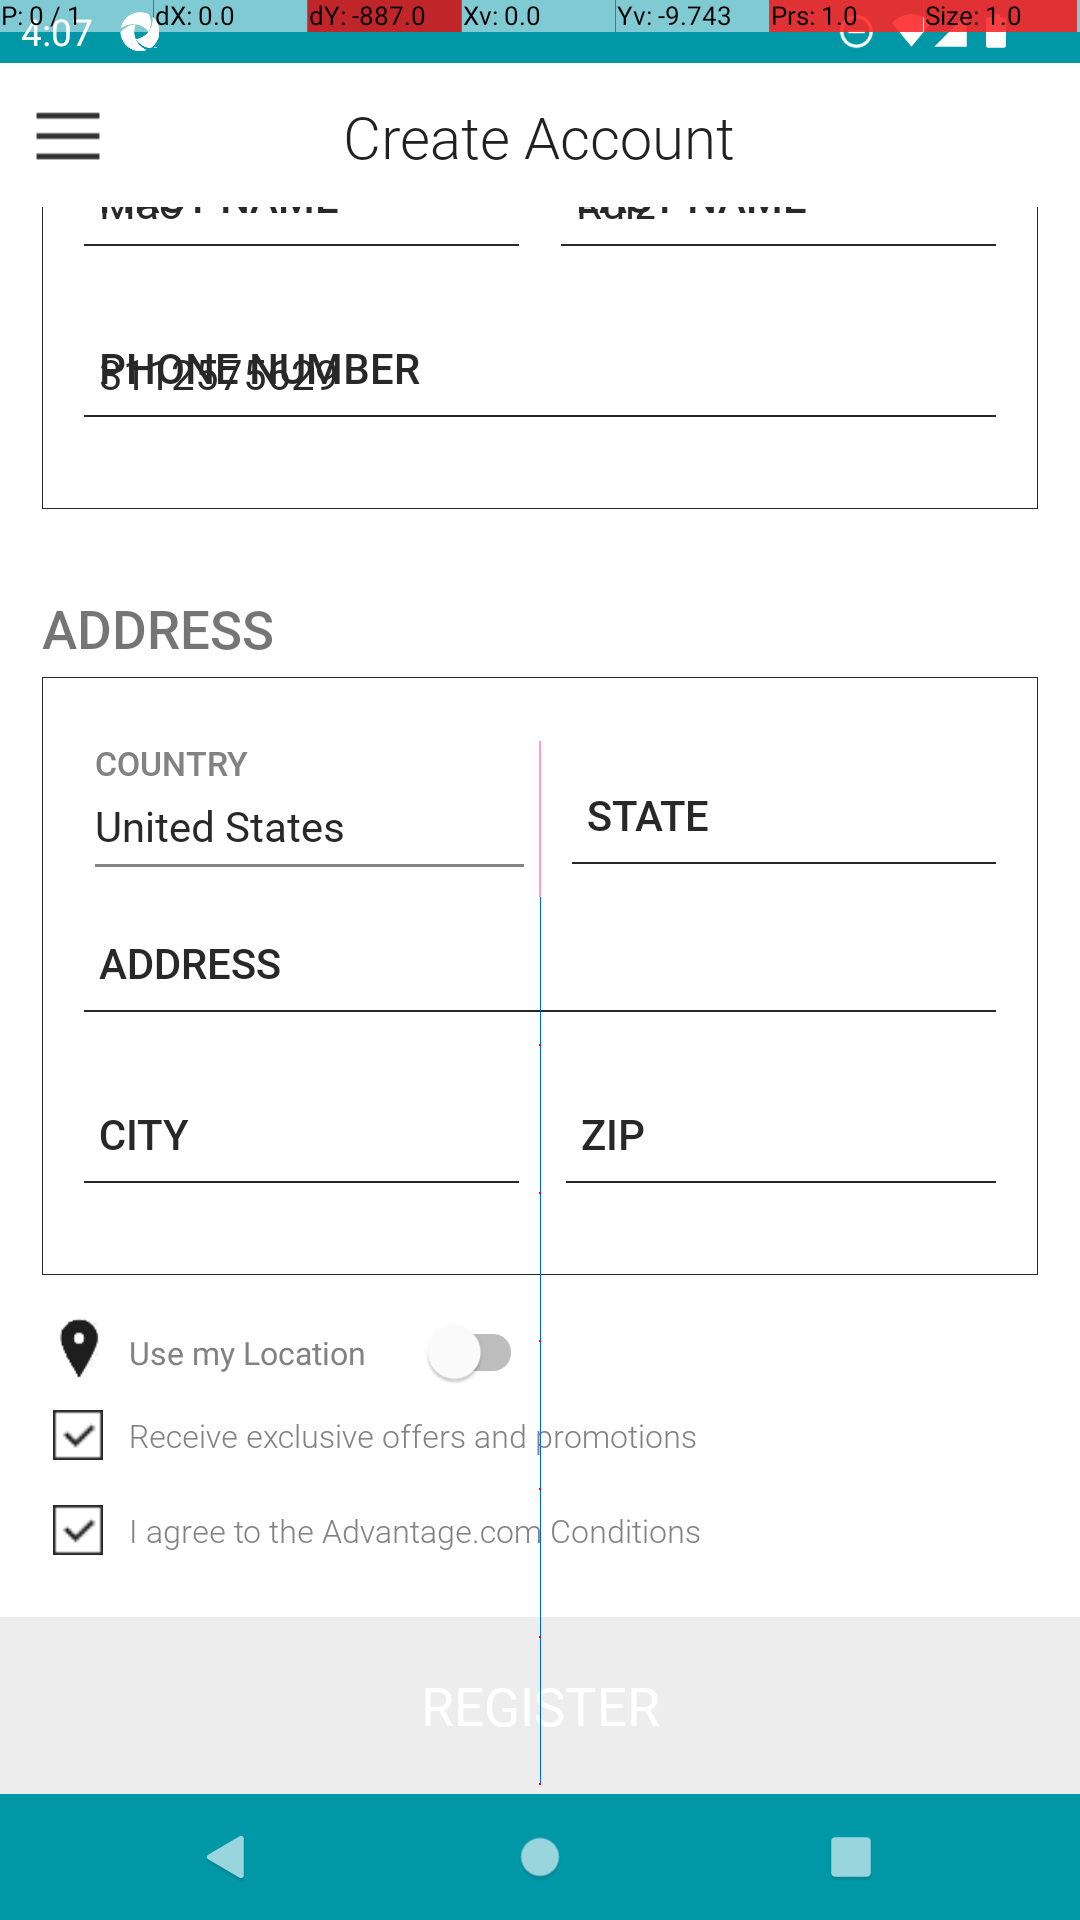 P: 0 / 1 dX: 0.0 dY: -887.0 Xv: 0.0 Yv: -9.743 Prs: 1.0 Size: 1.0
4:07
Create Account
PHONE NUMBER
3112575629
ADDRESS
COUNTRY
United States
STATE
ADDRESS
CITY
ZIP
Use my Location
Receive exclusive offers and promotions
I agree to the Advantage.com Conditions
REGISTER